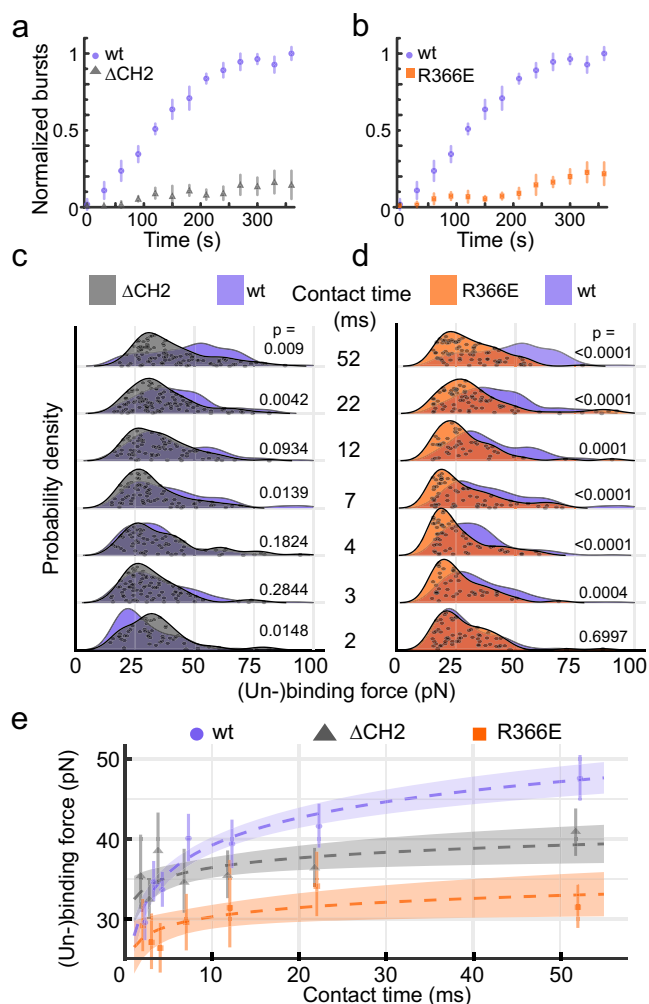 a
b
wt
ΔCH2
wt
R366E
Normalized bursts
1
0.5
0
0 100 200 300
Time (s)
1
0.5
0
0 100 200 300
Time (s)
c
d
ΔCH2 wt
Contact time
(ms)
R366E wt
Probability density
p =
0.009
52
p =
<0.0001
0.0042
22
<0.0001
0.0934
12
0.0001
0.0139
7
<0.0001
0.1824
4
<0.0001
0.2844
3
0.0004
0.0148
2
0.6997
25 50 75 100
25 50 75 100
(Un-)binding force (pN)
e
wt ΔCH2 R366E
(Un-)binding force (pN)
50
40
30
0 10 20 30 40 50
Contact time (ms)